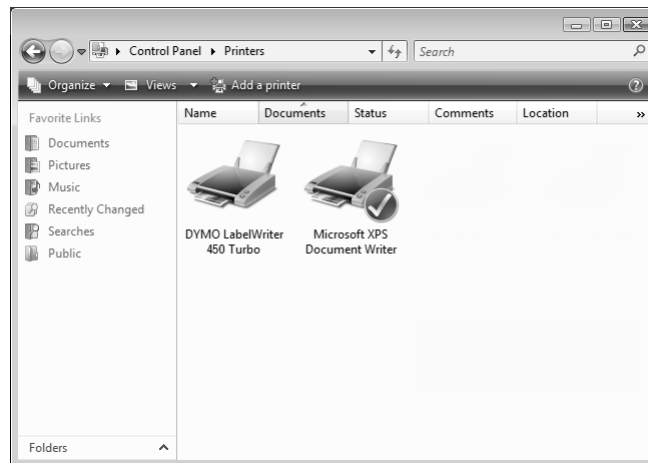 Control Panel Printers
Search
Organize Views Add a printer
Favorite Links
Documents
Pictures
Music
Recently Changed
Searches
Public
Folders
Name Documents Status Comments Location »
DYMO LabelWriter
450 Turbo
Microsoft XPS
Document Writer